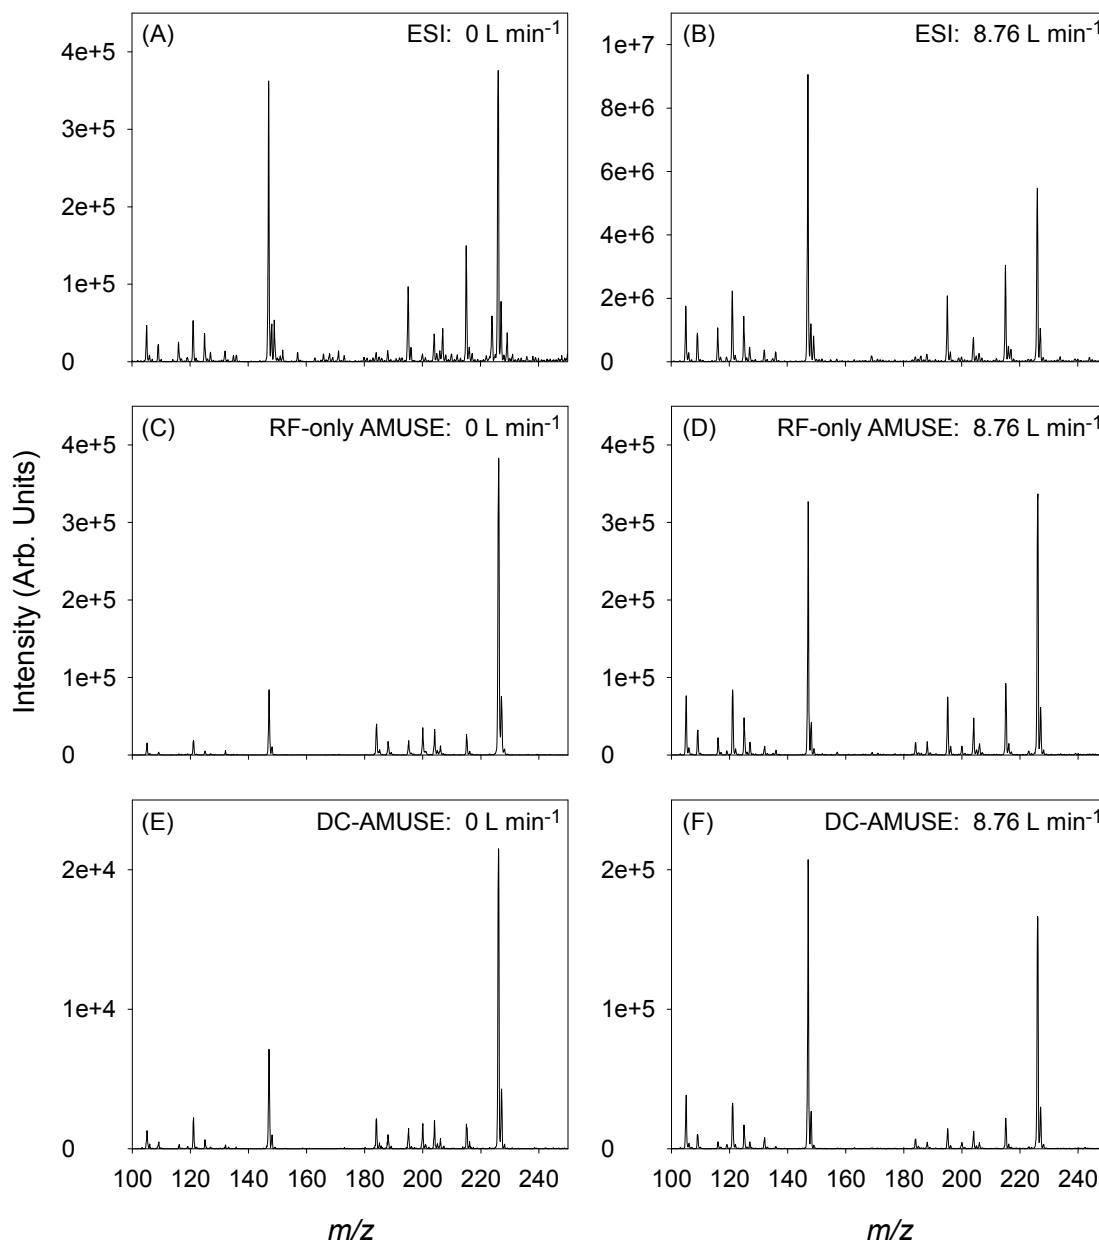 (A) ESI: 0 L min-1
(B) ESI: 8.76 L min-1
4e+5
3e+5
2e+5
1e+5
0
1e+7
8e+6
6e+6
4e+6
2e+6
0
(C) RF-only AMUSE: 0 L min-1
(D) RF-only AMUSE: 8.76 L min-1
4e+5
3e+5
2e+5
1e+5
0
4e+5
3e+5
2e+5
1e+5
0
Intensity (Arb. Units)
(E) DC-AMUSE: 0 L min-1
(F) DC-AMUSE: 8.76 L min-1
2e+4
1e+4
0
2e+5
1e+5
0
100 120 140 160 180 200 220 240
100 120 140 160 180 200 220
m/z
m/z